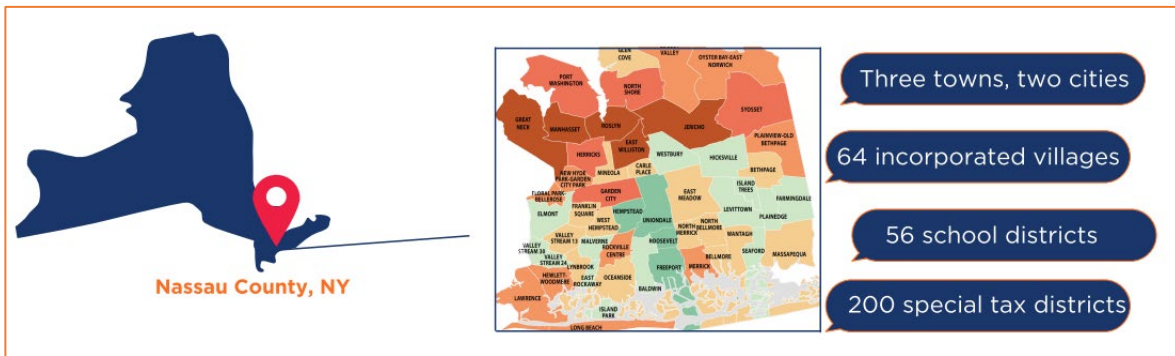 Nassau County, NY
GLEN
COVE
VALLEY
OYSTER BAY-EAST
NORWICH
PORT
WASHINGTON
NORTH
SHORE
SYOSSET
GREAT
NECK
MANHASSET
ROSLYN
JERICHO
EAST
WILLISTON
PLAINVIEW-OLD
BETHPAGE
HERRICKS
WESTBURY
HICKSVILLE
CARLE
PLACE
MINEOLA
BETHPAGE
NEW HYDE
PARK-GARDEN
CITY PARK
ISLAND
TREES
GARDEN
CITY
EAST
MEADOW
FARMINGDALE
FLORAL PARK-
BELLEROSE
FRANKLIN
SQUARE
HEMPSTEAD
UNIONDALE
LEVITTOWN
PLAINEDGE
ELMONT
WEST
HEMPSTEAD
NORTH
MERRICK
NORTH
BELLMORE
WANTAGH
VALLEY
STREAM 13
MALVERNE
ROOSEVELT
VALLEY
STREAM 30
ROCKVILLE
CENTRE
SEAFORD
MASSAPEQUA
VALLEY
STREAM 24
LYNBROOK
FREEPORT
MERRICK
BELLMORE
HEWLETT-
WOODMERE
EAST
ROCKAWAY
OCEANSIDE
BALDWIN
LAWRENCE
ISLAND
PARK
LONG BEACH
Three towns, two cities
64 incorporated villages
56 school districts
200 special tax districts